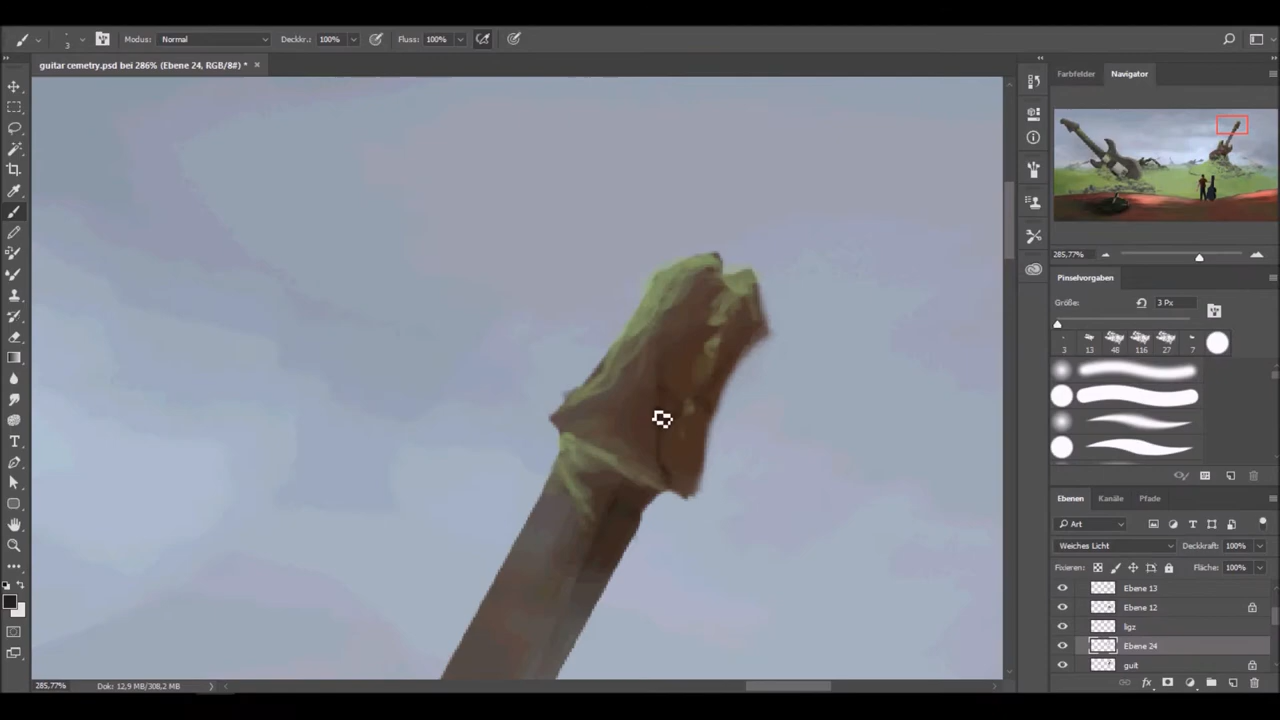 3
Modus:
Normal
Deckkr.:
100%
Fluss:
100%
guitar cemetry.psd bei 286% (Ebene 24, RGB/8#) *
Farbfelder
Navigator
285,77%
Pinselvorgaben
Größe:
3 Px
3
13
48
116
27
7
Ebenen
Kanäle
Pfade
Art
Weiches Licht
Deckkraft:
100%
Fixieren:
Fläche:
100%
Ebene 13
Ebene 12
ligz
Ebene 24
guit
fx
285,77%
Dok: 12,9 MB/308,2 MB